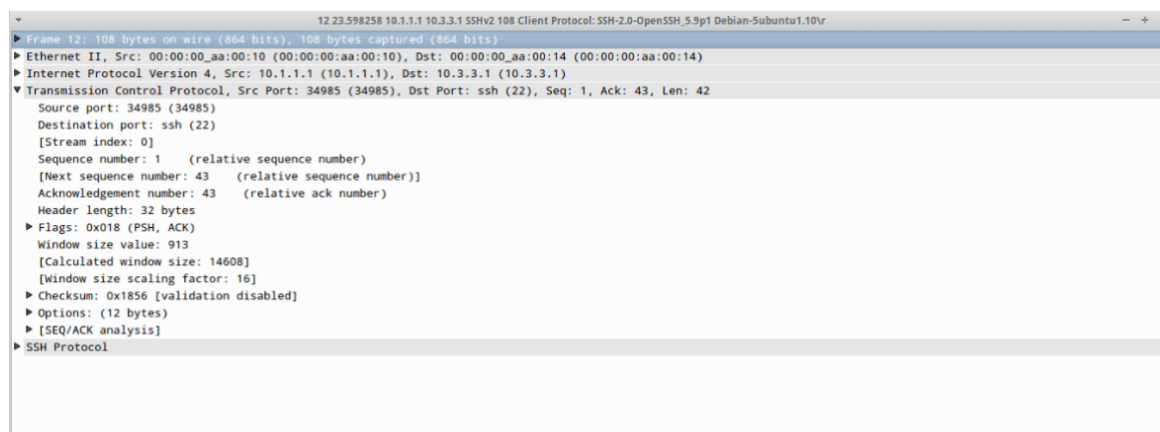 12 23.598258 10.1.1.1 10.3.3.1 SSHv2 108 Client Protocol: SSH-2.0-OpenSSH_5.9p1 Debian-5ubuntu1.10\r
Frame 12: 108 bytes on wire (864 bits), 108 bytes captured (864 bits)
Ethernet II, Src: 00:00:00_aa:00:10 (00:00:00:aa:00:10), Dst: 00:00:00_aa:00:14 (00:00:00:aa:00:14)
Internet Protocol Version 4, Src: 10.1.1.1 (10.1.1.1), Dst: 10.3.3.1 (10.3.3.1)
Transmission Control Protocol, Src Port: 34985 (34985), Dst Port: ssh (22), Seq: 1, Ack: 43, Len: 42
Source port: 34985 (34985)
Destination port: ssh (22)
[Stream index: 0]
Sequence number: 1    (relative sequence number)
[Next sequence number: 43    (relative sequence number)]
Acknowledgement number: 43    (relative ack number)
Header length: 32 bytes
Flags: 0x018 (PSH, ACK)
Window size value: 913
[Calculated window size: 14608]
[Window size scaling factor: 16]
Checksum: 0x1856 [validation disabled]
Options: (12 bytes)
[SEQ/ACK analysis]
SSH Protocol